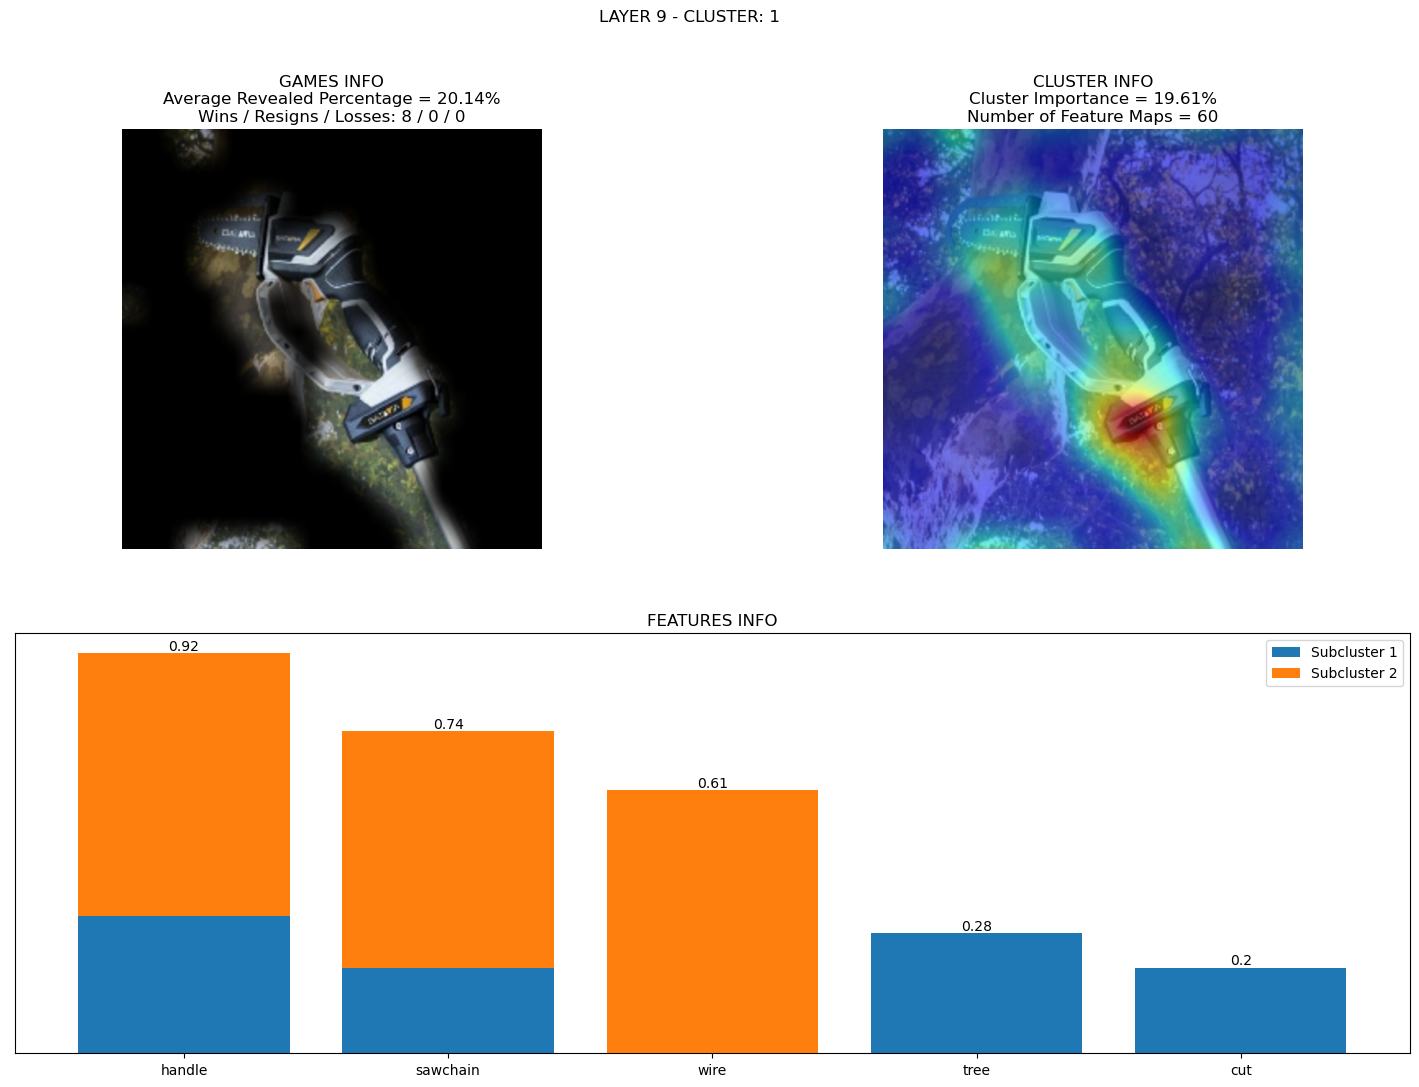 LAYER 9 - CLUSTER: 1
GAMES INFO
Average Revealed Percentage = 20.14%
Wins / Resigns / Losses: 8 / 0 / 0
CLUSTER INFO
Cluster Importance = 19.61%
Number of Feature Maps = 60
FEATURES INFO
Subcluster 1
Subcluster 2
0.92
0.74
0.61
0.28
0.2
handle
sawchain
wire
tree
cut